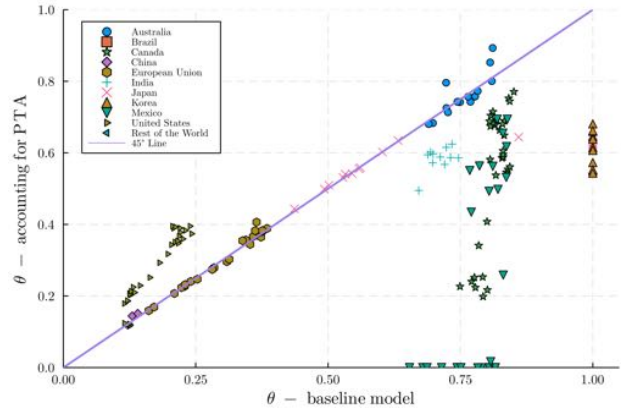 1.0
0.8
0.6
0.4
0.2
0.0
θ − accounting for PTA
Australia
Brazil
Canada
China
European Union
India
Japan
Korea
Mexico
United States
Rest of the World
45° Line
0.00 0.25 0.50 0.75 1.00
θ − baseline model